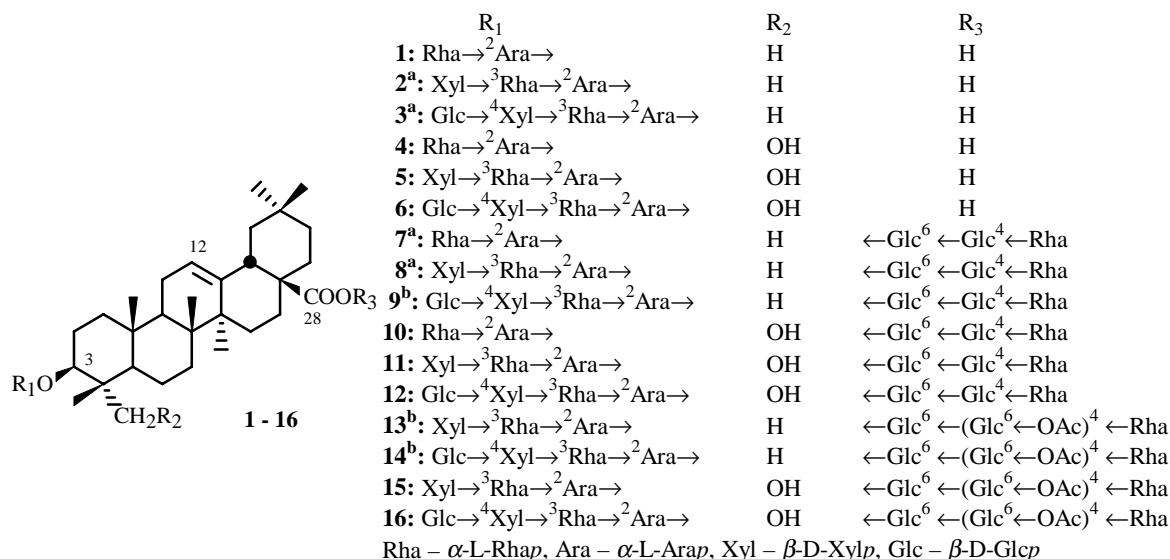 R₁ R₂ R₃
1: Rha→²Ara→ H H
2ᵃ: Xyl→³Rha→²Ara→ H H
3ᵃ: Glc→⁴Xyl→³Rha→²Ara→ H H
4: Rha→²Ara→ OH H
5: Xyl→³Rha→²Ara→ OH H
6: Glc→⁴Xyl→³Rha→²Ara→ OH H
7ᵃ: Rha→²Ara→ H ←Glc⁶ ←Glc⁴←Rha
8ᵃ: Xyl→³Rha→²Ara→ H ←Glc⁶ ←Glc⁴←Rha
9ᵇ: Glc→⁴Xyl→³Rha→²Ara→ H ←Glc⁶ ←Glc⁴←Rha
10: Rha→²Ara→ OH ←Glc⁶ ←Glc⁴←Rha
11: Xyl→³Rha→²Ara→ OH ←Glc⁶ ←Glc⁴←Rha
12: Glc→⁴Xyl→³Rha→²Ara→ OH ←Glc⁶ ←Glc⁴←Rha
13ᵇ: Xyl→³Rha→²Ara→ H ←Glc⁶ ←(Glc⁶←OAc)⁴ ←Rha
14ᵇ: Glc→⁴Xyl→³Rha→²Ara→ H ←Glc⁶ ←(Glc⁶←OAc)⁴ ←Rha
15: Xyl→³Rha→²Ara→ OH ←Glc⁶ ←(Glc⁶←OAc)⁴ ←Rha
16: Glc→⁴Xyl→³Rha→²Ara→ OH ←Glc⁶ ←(Glc⁶←OAc)⁴ ←Rha
Rha – α-L-Rhap, Ara – α-L-Arap, Xyl – β-D-Xylp, Glc – β-D-Glcp
12
COOR₃
28
3
R₁O
CH₂R₂
1 - 16